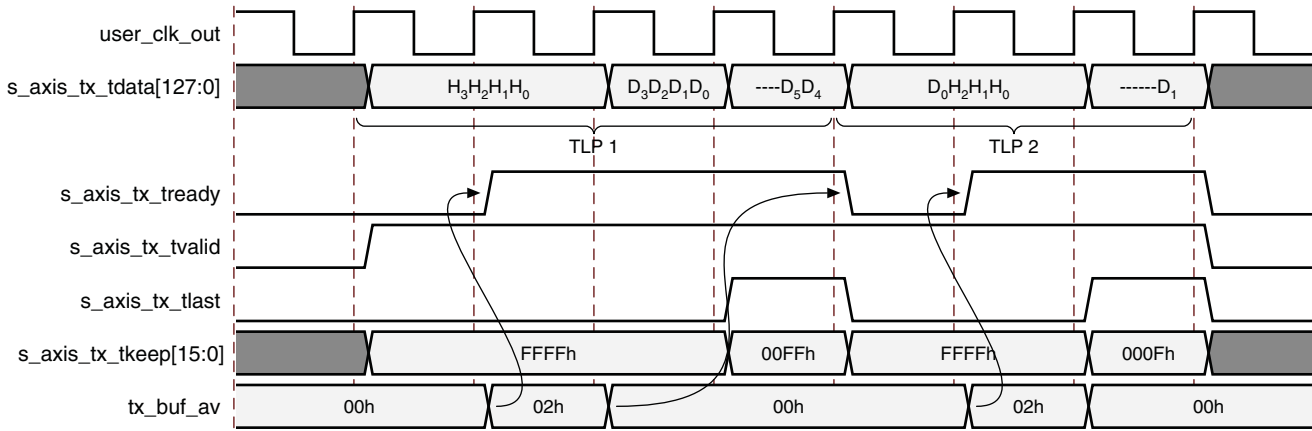 user_clk_out
s_axis_tx_tdata[127:0] H₃H₂H₁H₀ D₃D₂D₁D₀ ----D₅D₄ D₀H₂H₁H₀ ------D₁
TLP 1 TLP 2
s_axis_tx_tready
s_axis_tx_tvalid
s_axis_tx_tlast
s_axis_tx_tkeep[15:0] FFFFh 00FFh FFFFh 000Fh
tx_buf_av 00h 02h 00h 02h 00h